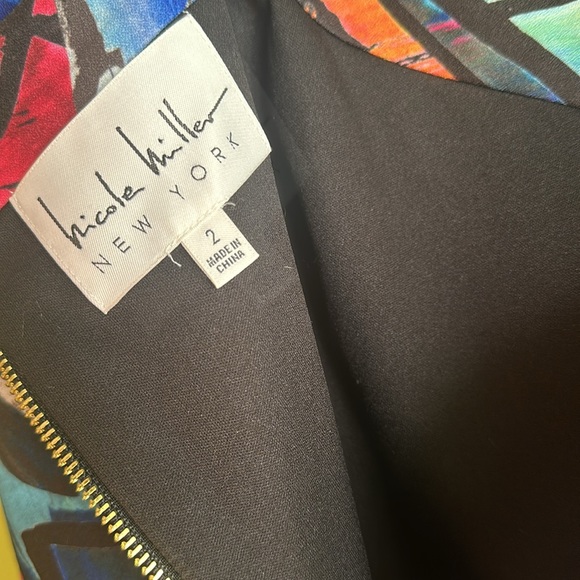 Nicole Miller
NEW YORK
2
MADE IN
CHINA